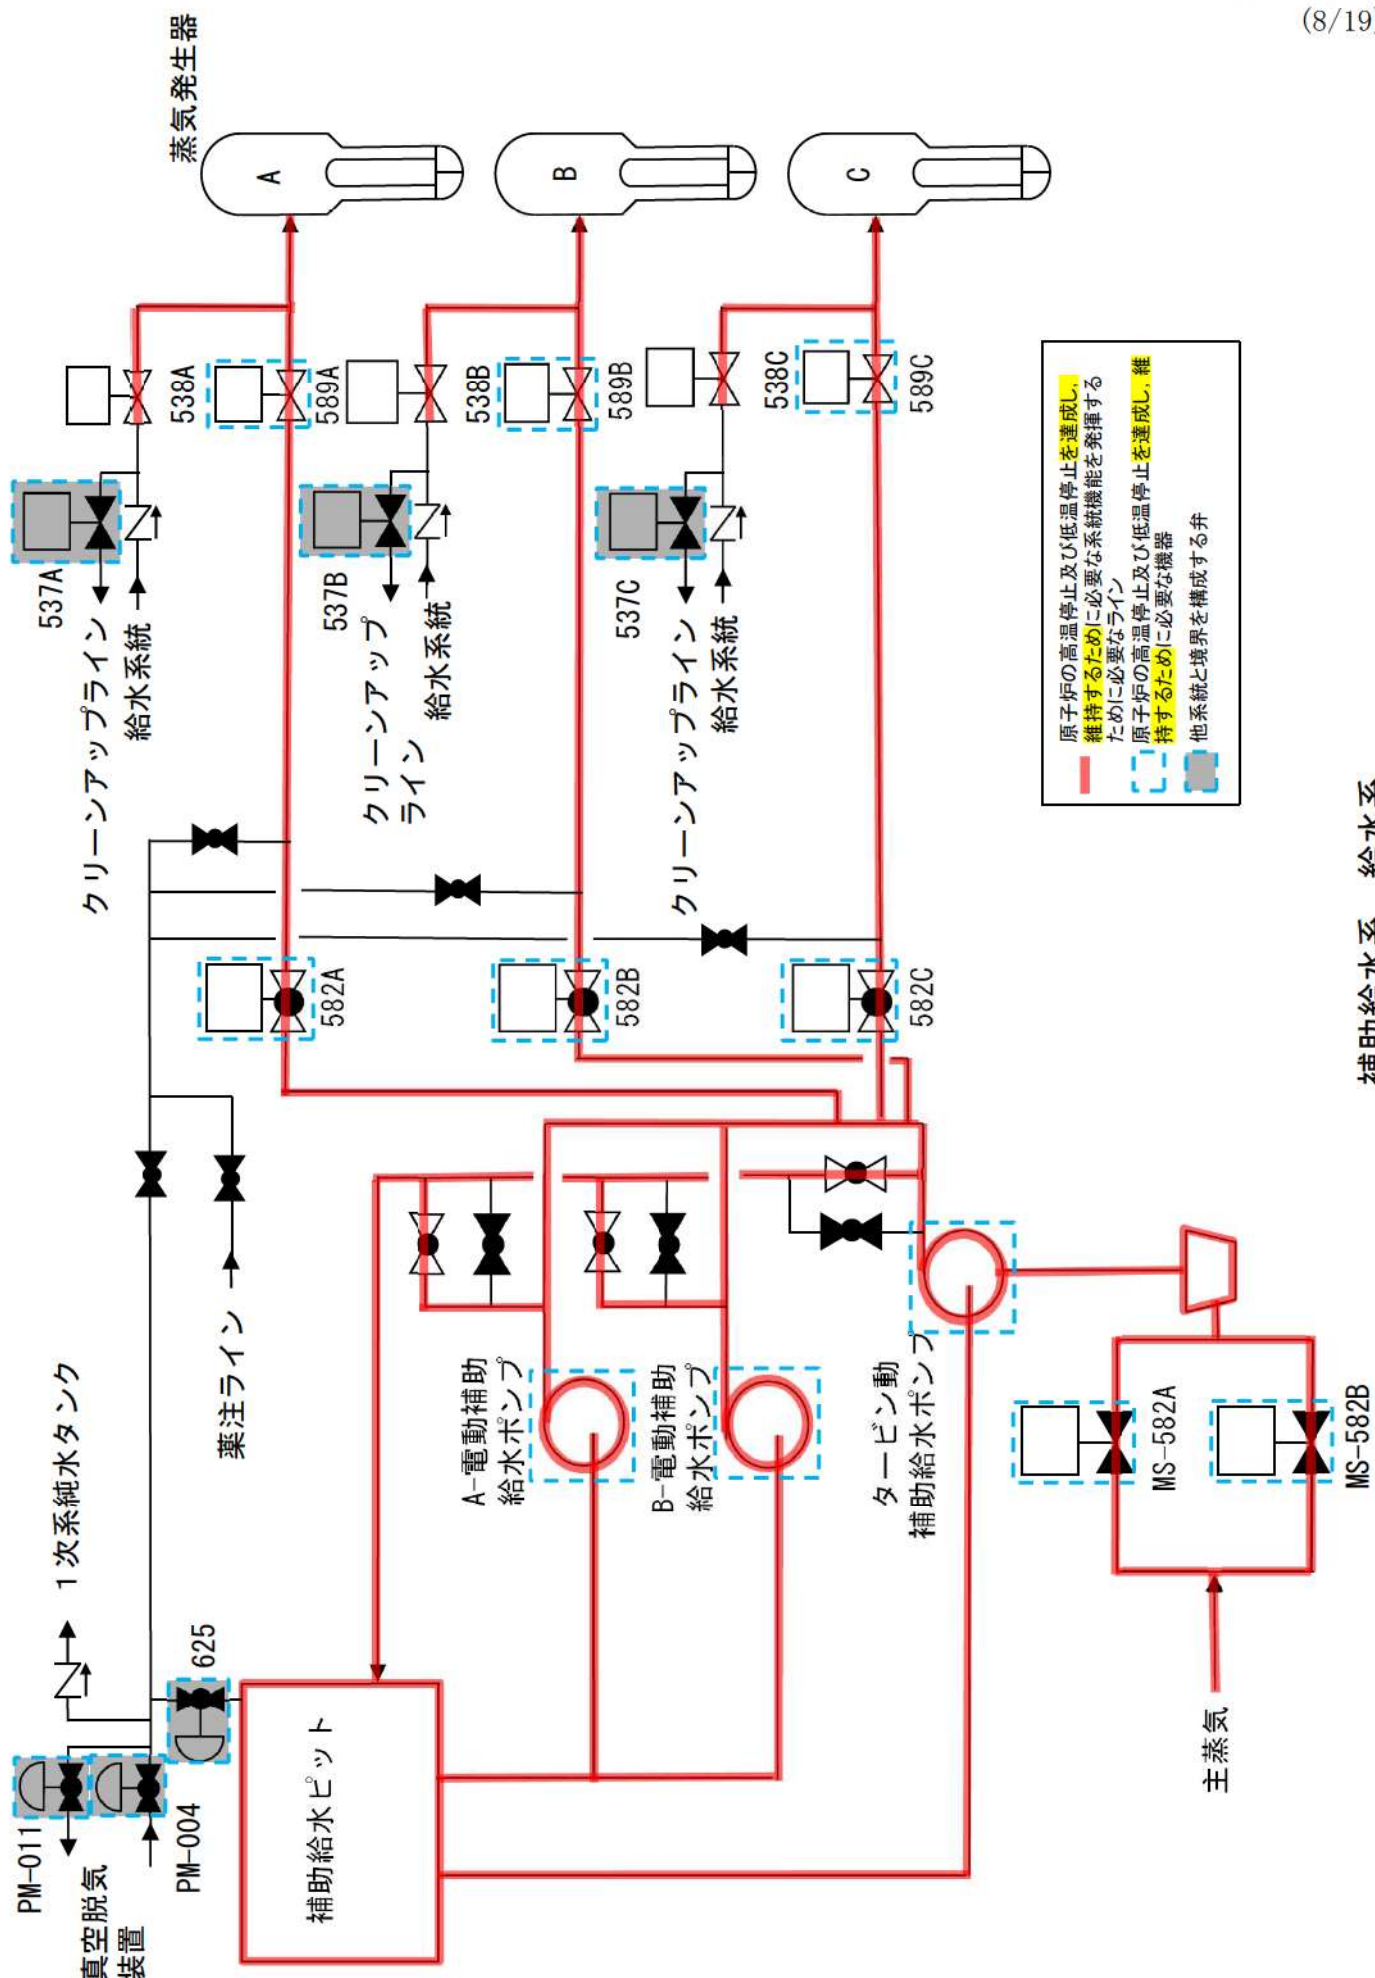 (8/19)
蒸気発生器
A
B
C
537A
538A
589A
クリーンアップライン
給水系統
537B
538B
589B
クリーンアップ
ライン
給水系統
537C
538C
589C
クリーンアップライン
給水系統
582A
582B
582C
薬注ライン
1次系純水タンク
PM-011
真空脱気
装置
PM-004
625
補助給水ピット
A-電動補助
給水ポンプ
B-電動補助
給水ポンプ
タービン動
補助給水ポンプ
主蒸気
MS-582A
MS-582B
原子炉の高温停止及び低温停止を達成し,
維持するために必要な系統機能を発揮する
ために必要なライン
原子炉の高温停止及び低温停止を達成し,維
持するために必要な機器
他系統と境界を構成する弁
補助給水系 給水系